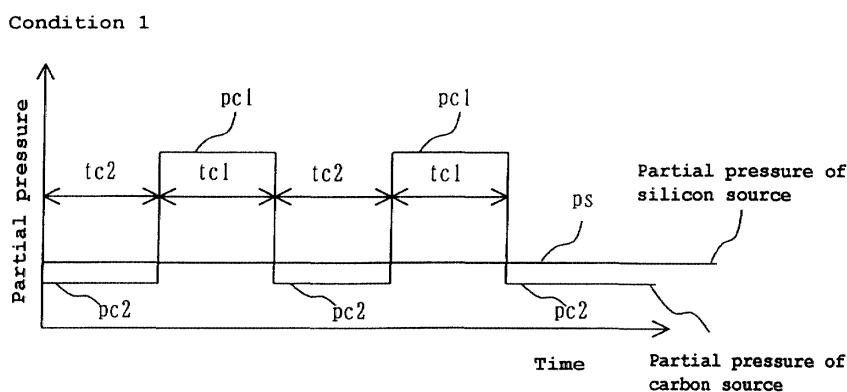 Condition 1
Partial pressure
pc1
pc1
tc2
tc1
tc2
tc1
Partial pressure of
silicon source
ps
pc2
pc2
pc2
Time
Partial pressure of
carbon source